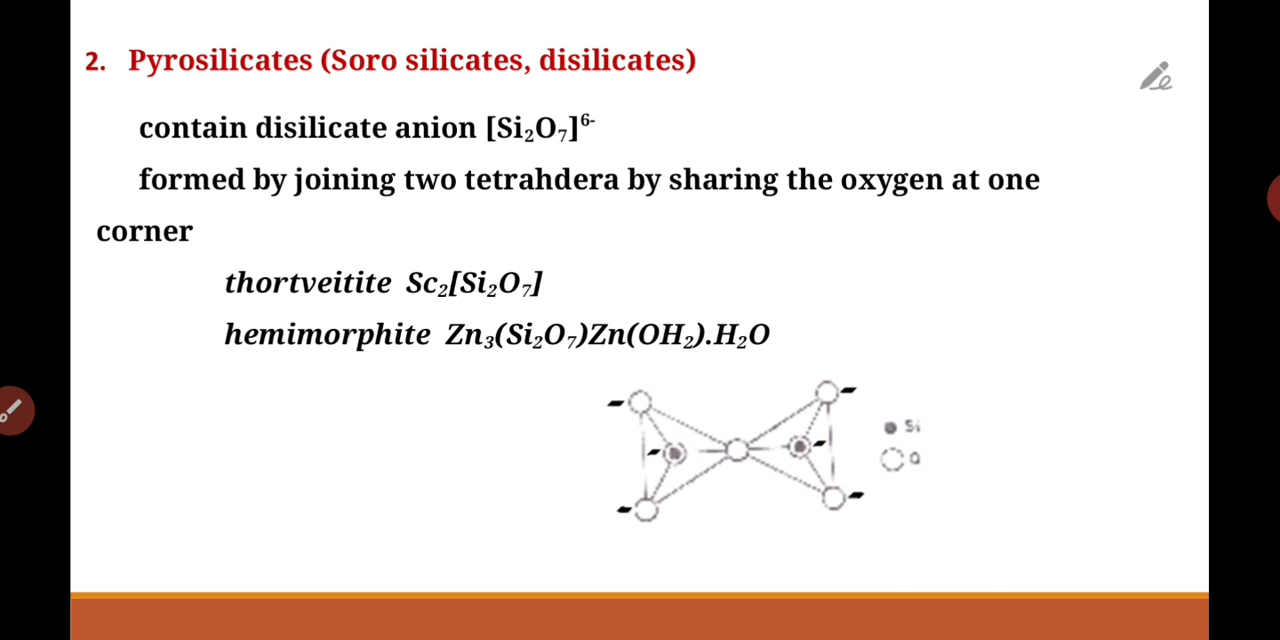 2. Pyrosilicates (Soro silicates, disilicates)
contain disilicate anion [Si₂O₇]⁶⁻
formed by joining two tetrahdera by sharing the oxygen at one
corner
thortveitite Sc₂[Si₂O₇]
hemimorphite Zn₃(Si₂O₇)Zn(OH₂).H₂O
Si
O